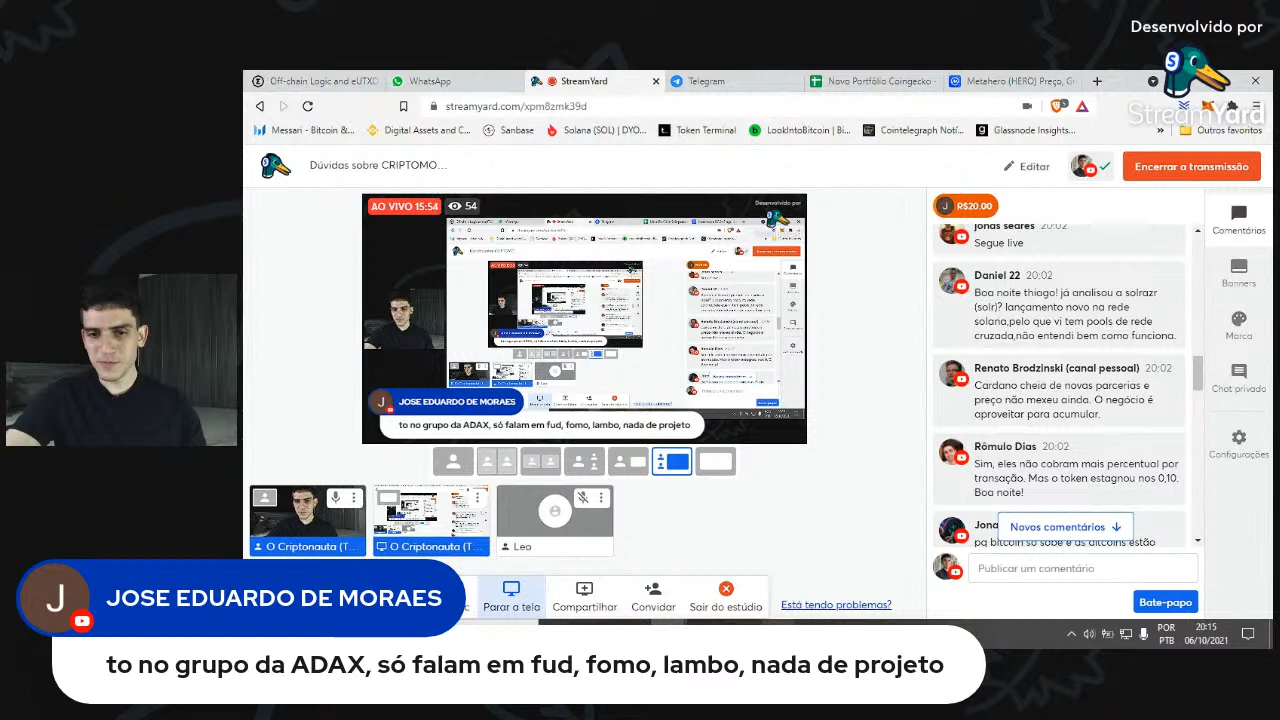 Desenvolvido por
StreamYard
Off-chain Logic and eUTXC
WhatsApp
StreamYard
Telegram
Novo Portfólio Coingecko -
Metahero (HERO) Preço, G
streamyard.com/xpm8zmk39d
Messari - Bitcoin &...
Digital Assets and C...
Sanbase
Solana (SOL) | DYO...
Token Terminal
LookIntoBitcoin | Bi...
Cointelegraph Notí...
Glassnode Insights...
Outros favoritos
Dúvidas sobre CRIPTOMO...
Editar
Encerrar a transmissão
AO VIVO 15:54
54
Desenvolvido por
JOSE EDUARDO DE MORAES
to no grupo da ADAX, só falam em fud, fomo, lambo, nada de projeto
O Criptonauta (T...
O Criptonauta (T...
Leo
Parar a tela
Compartilhar
Convidar
Sair do estúdio
Está tendo problemas?
J R$20.00
jonas seares 20:02
Segue live
Daniel 22 20:02
Boa noite thiago! já analisou a solrazr
(solr)? lançamento novo na rede
solana,pelo que vi tem pools de renda
cruzada,não entendi bem como funciona.
Renato Brodzinski (canal pessoal) 20:02
Cardano cheia de novas parcerias e
preço não mexeu ainda. O negócio é
aproveitar para acumular.
Rômulo Dias 20:02
Sim, eles não cobram mais percentual por
transação. Mas o token estagnou nos 0,10.
Boa noite!
Jona
Novos comentários
pq bitcoin só sobe e as altcoins estão
Publicar um comentário
Bate-papo
Comentários
Banners
Marca
Chat privado
Configurações
POR
PTB
20:15
06/10/2021
J
JOSE EDUARDO DE MORAES
to no grupo da ADAX, só falam em fud, fomo, lambo, nada de projeto